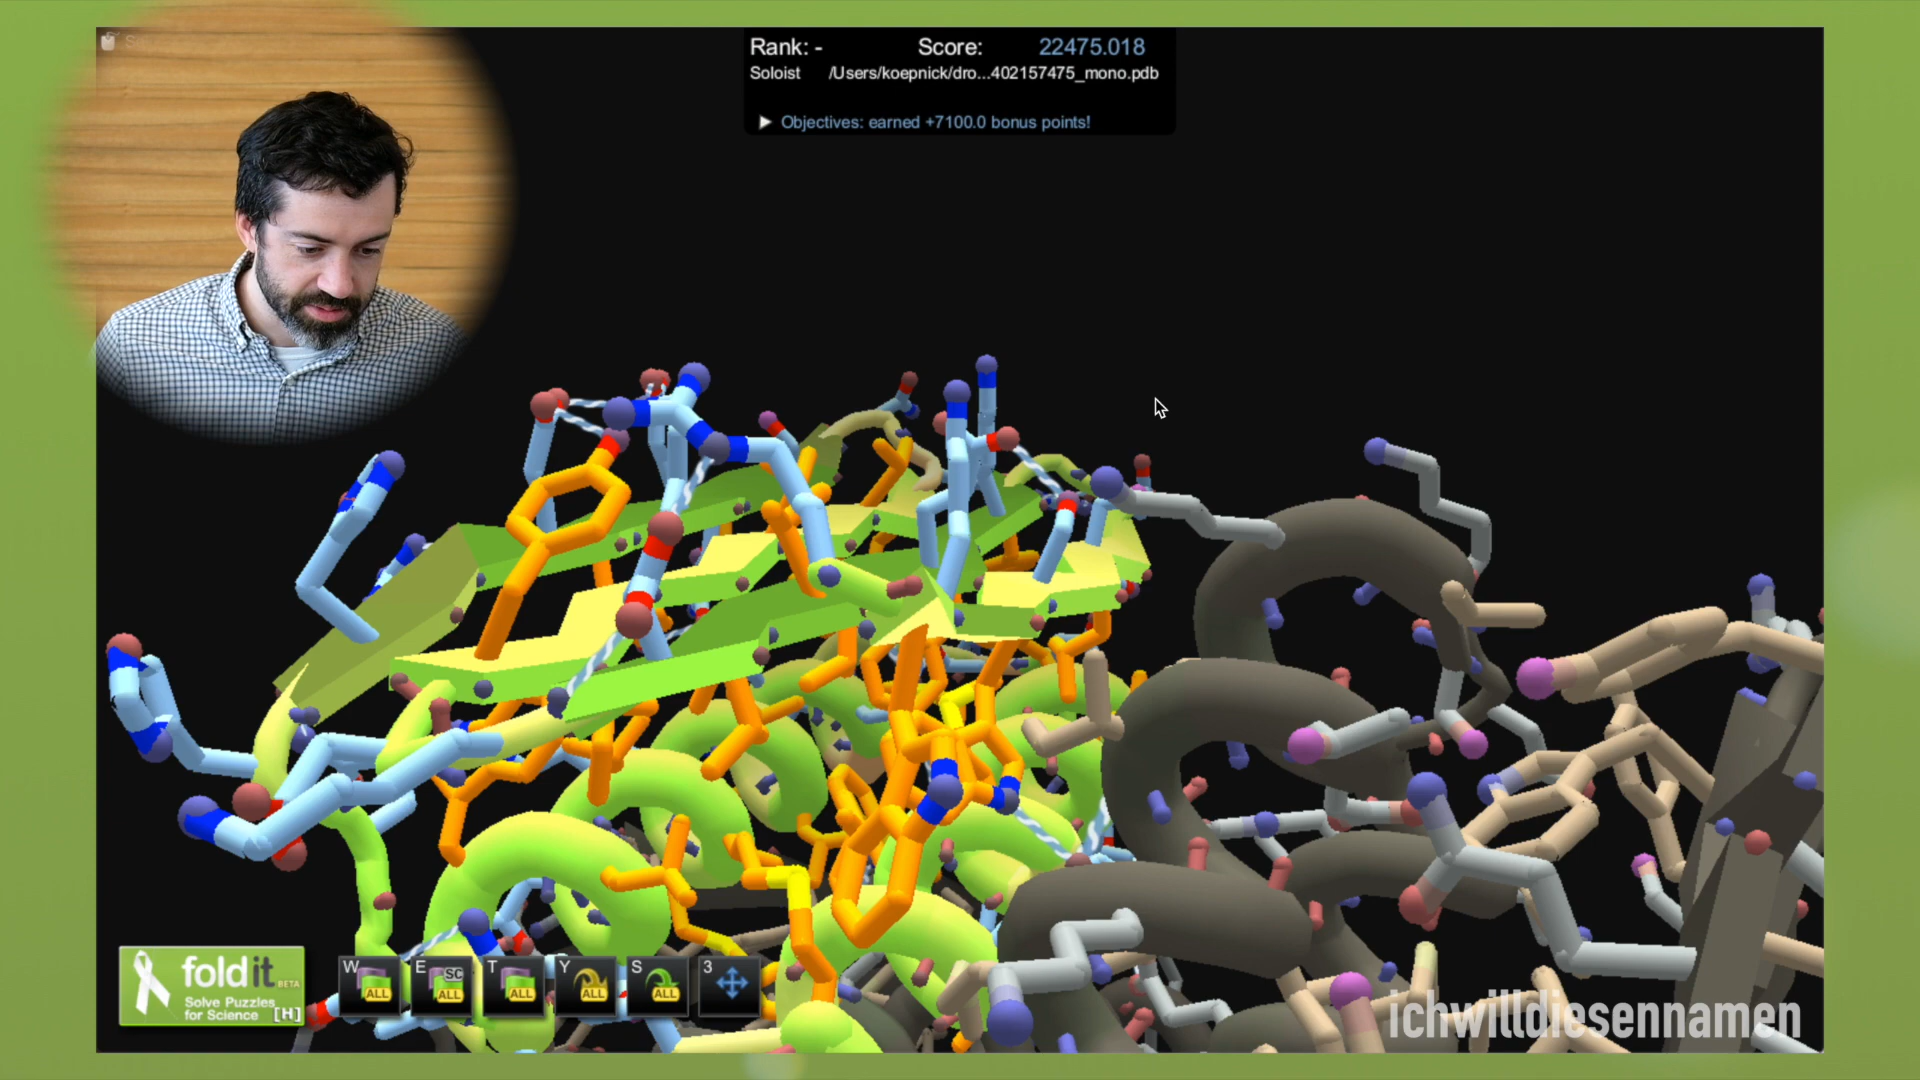 Rank: - Score: 22475.018
Soloist /Users/koepnick/dro...402157475_mono.pdb
▶ Objectives: earned +7100.0 bonus points!
foldit BETA
Solve Puzzles
for Science [H]
W ALL E SC ALL T ALL Y ALL S ALL 3
ichwilldiesennamen